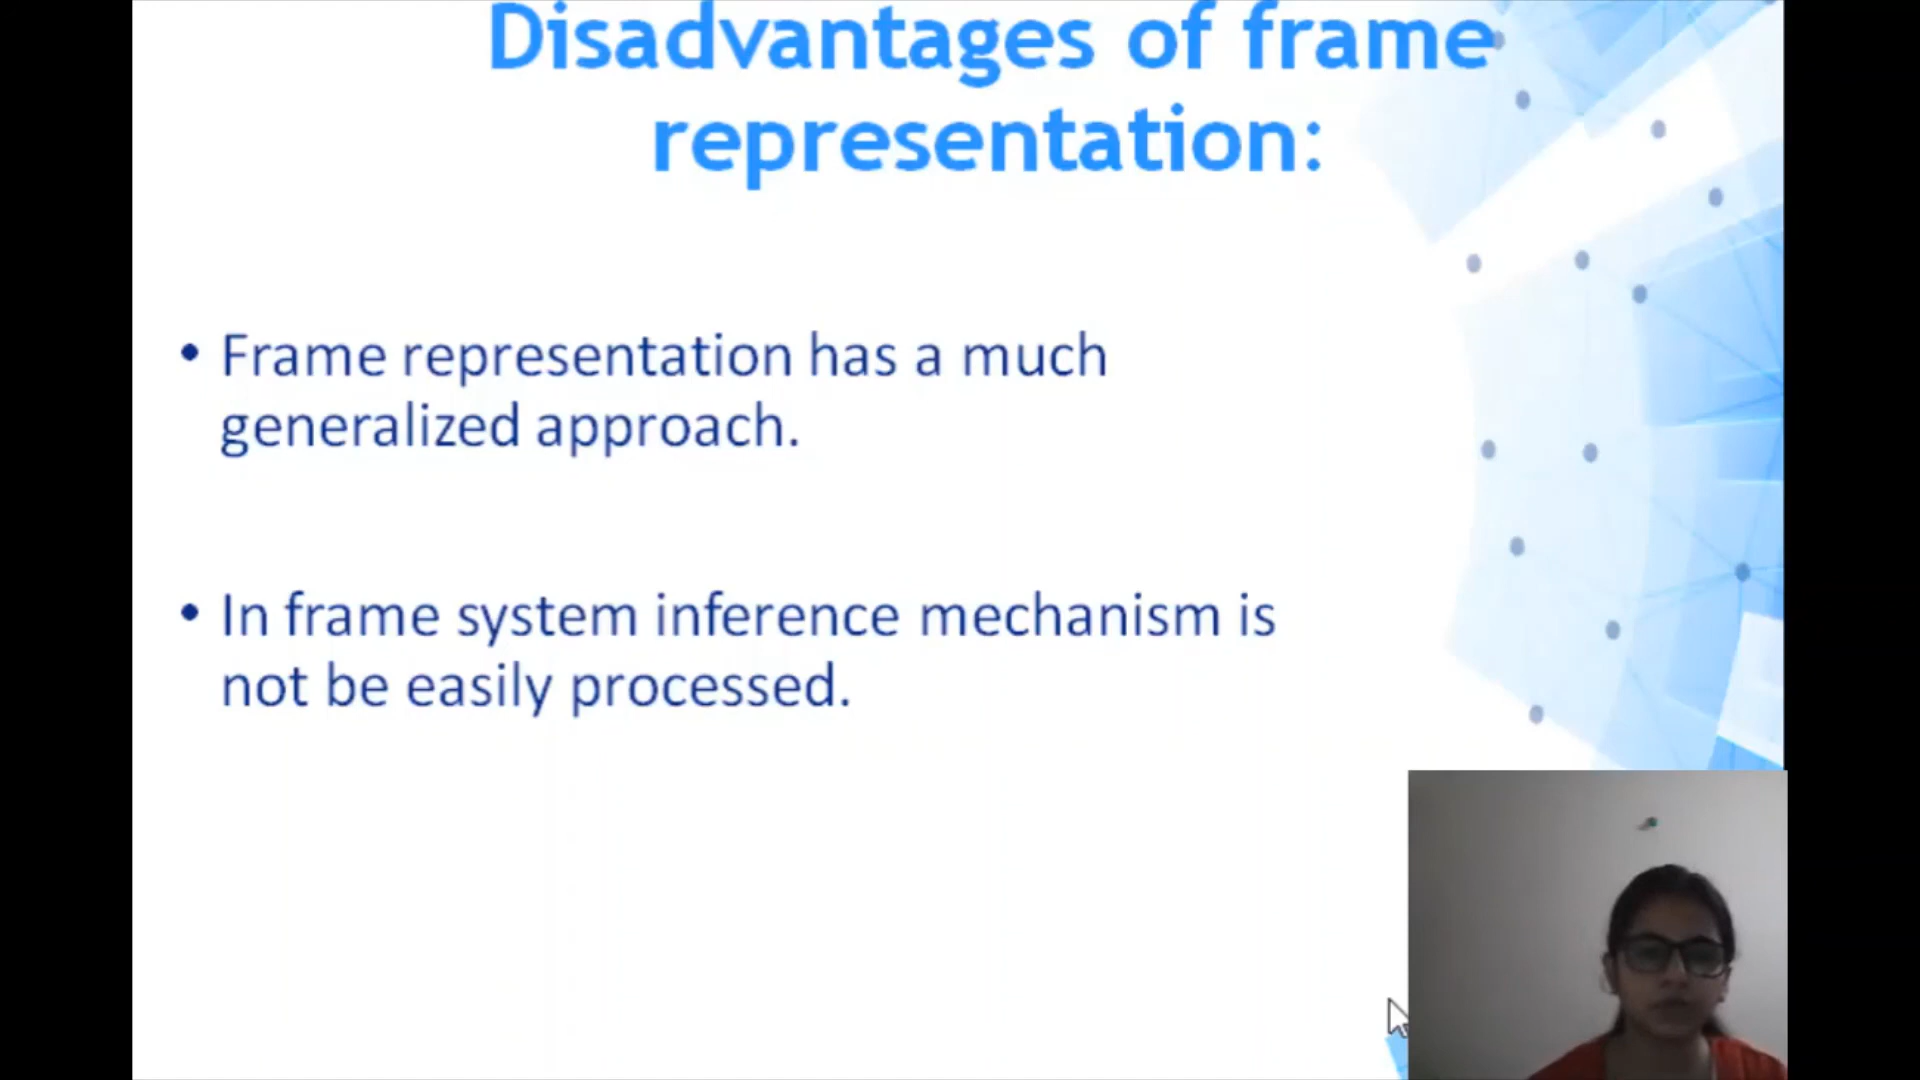 Disadvantages of frame
representation:
• Frame representation has a much
generalized approach.
• In frame system inference mechanism is
not be easily processed.